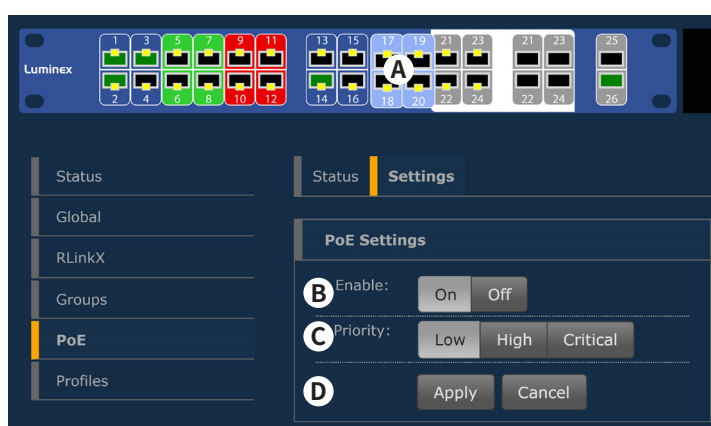 1 3 5 7 9 11 13 15 17 19 21 23 21 23 25
Luminex
A
2 4 6 8 10 12 14 16 18 20 22 24 22 24 26
Status
Global
RLinkX
Groups
PoE
Profiles
Status Settings
PoE Settings
B Enable: On Off
C Priority: Low High Critical
D Apply Cancel